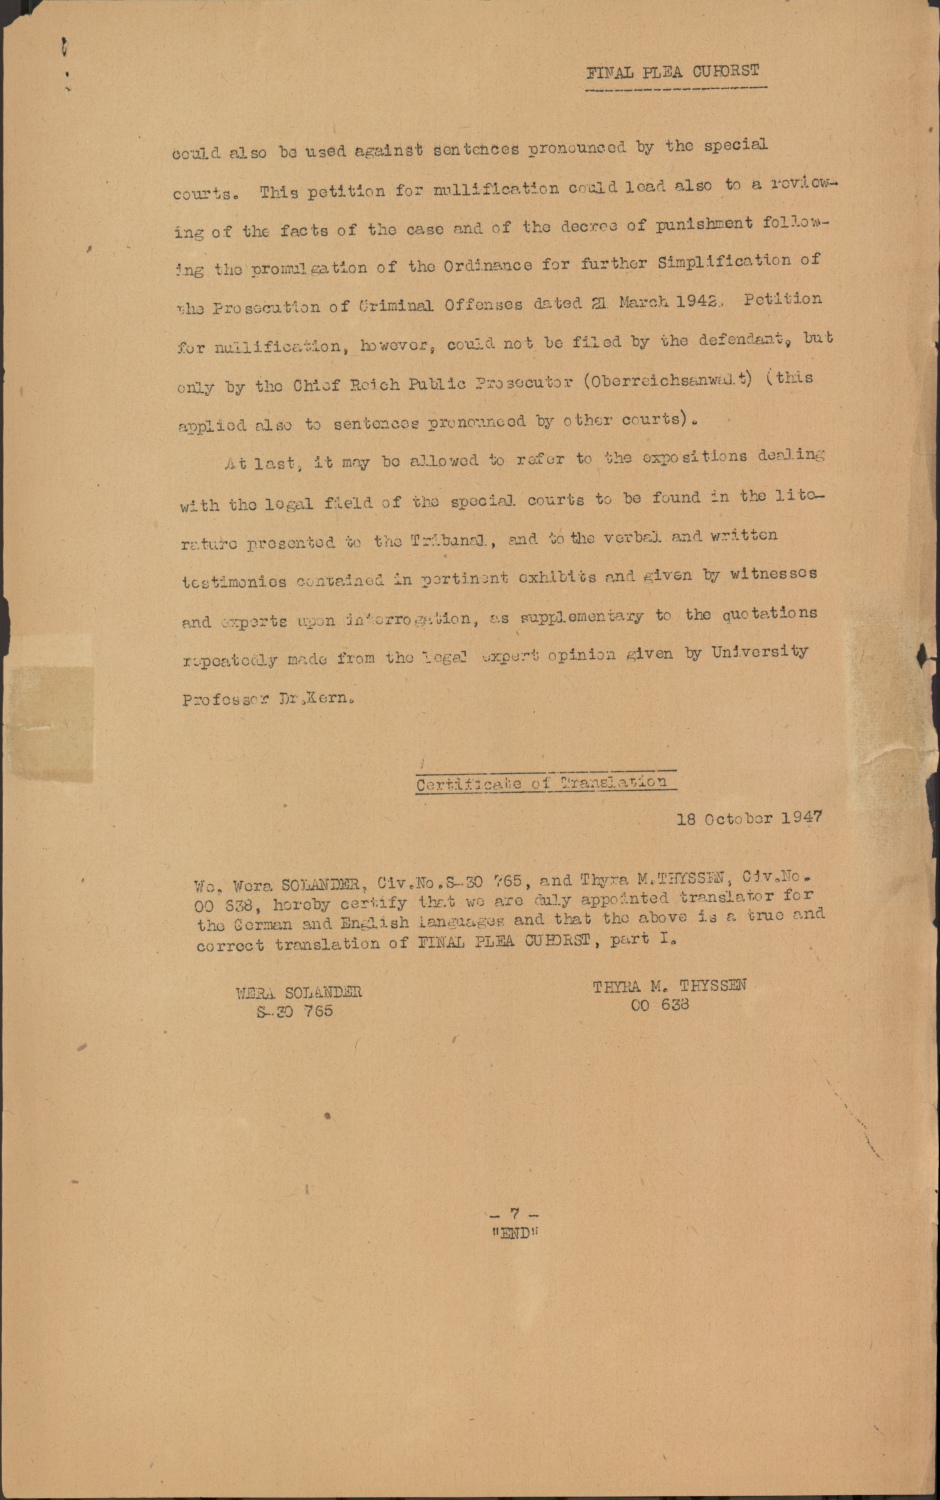 FINAL PLEA CUHORST
could also be used against sentences pronounced by the special
courts. This petition for nullification could lead also to a review-
ing of the facts of the case and of the decree of punishment follow-
ing the promulgation of the Ordinance for further Simplification of
the Prosecution of Criminal Offenses dated 21 March 1942. Petition
for nullification, however, could not be filed by the defendant, but
only by the Chief Reich Public Prosecutor (Oberreichsanwalt) (this
applied also to sentences pronounced by other courts).
At last, it may be allowed to refer to the expositions dealing
with the legal field of the special courts to be found in the lite-
rature presented to the Tribunal, and to the verbal and written
testimonies contained in pertinent exhibits and given by witnesses
and experts upon interrogation, as supplementary to the quotations
repeatedly made from the legal expert opinion given by University
Professor Dr.Kern.
Certificate of Translation
18 October 1947
We, Wera SOLANDER, Civ.No.S-30 765, and Thyra M.THYSSEN, Civ.No.
OO 638, hereby certify that we are duly appointed translator for
the German and English languages and that the above is a true and
correct translation of FINAL PLEA CUHORST, part I.
WERA SOLANDER
S-30 765
THYRA M. THYSSEN
OO 638
- 7 -
"END"